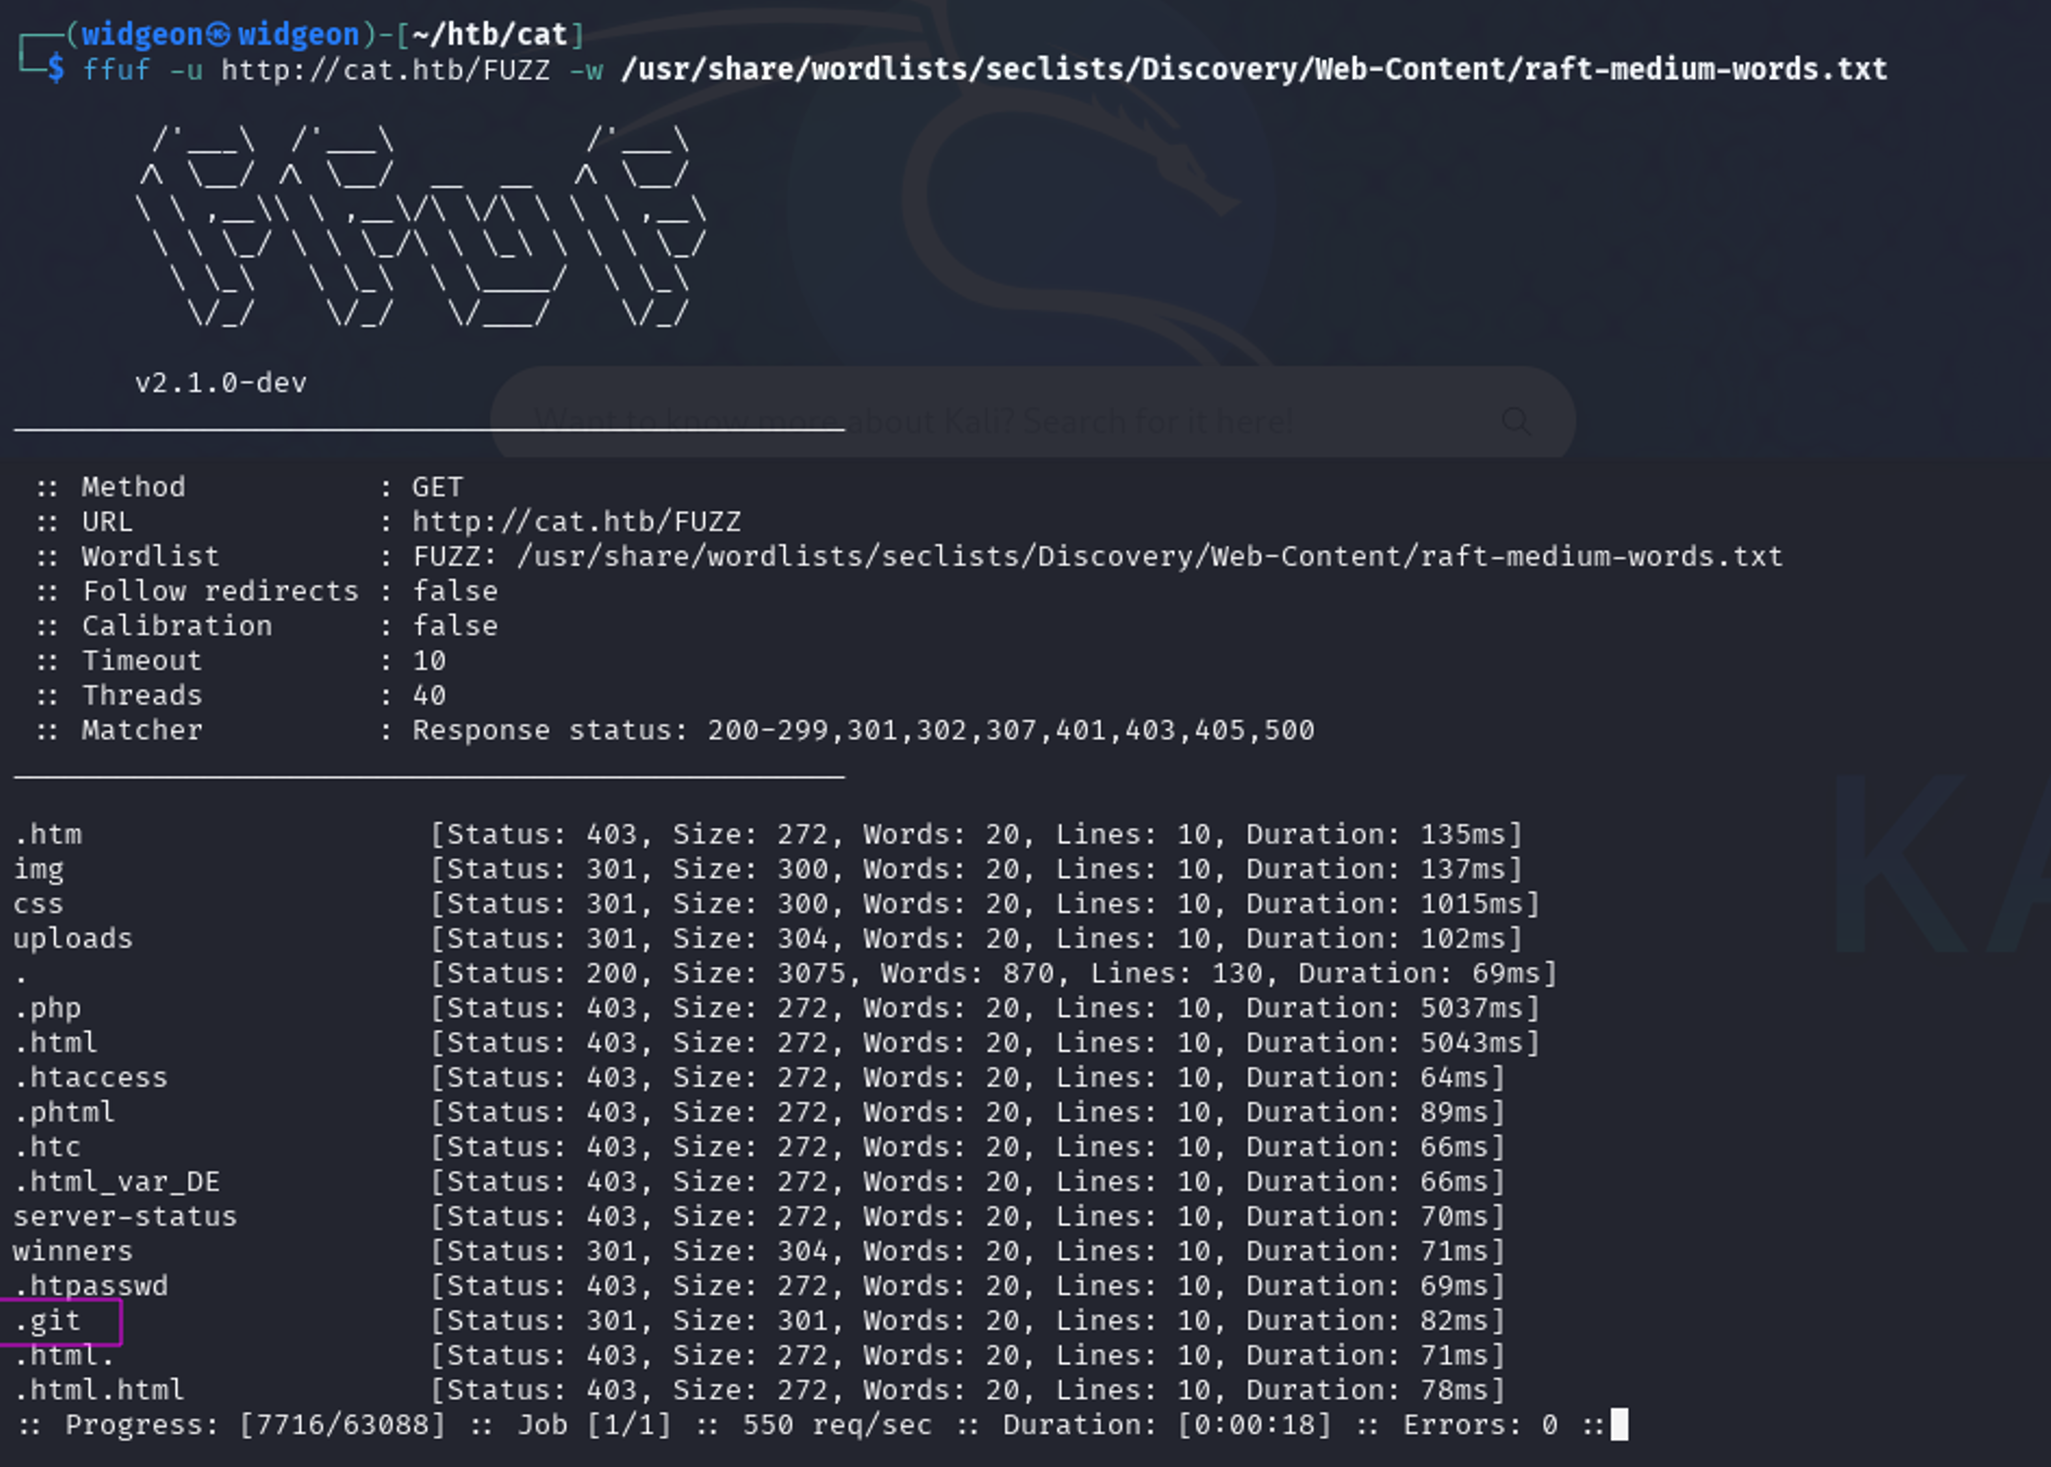 ┌──(widgeon㉿widgeon)-[~/htb/cat]
└─$ ffuf -u http://cat.htb/FUZZ -w /usr/share/wordlists/seclists/Discovery/Web-Content/raft-medium-words.txt
v2.1.0-dev
Want to know more about Kali? Search for it here!
:: Method : GET
:: URL : http://cat.htb/FUZZ
:: Wordlist : FUZZ: /usr/share/wordlists/seclists/Discovery/Web-Content/raft-medium-words.txt
:: Follow redirects : false
:: Calibration : false
:: Timeout : 10
:: Threads : 40
:: Matcher : Response status: 200-299,301,302,307,401,403,405,500
.htm [Status: 403, Size: 272, Words: 20, Lines: 10, Duration: 135ms]
img [Status: 301, Size: 300, Words: 20, Lines: 10, Duration: 137ms]
css [Status: 301, Size: 300, Words: 20, Lines: 10, Duration: 1015ms]
uploads [Status: 301, Size: 304, Words: 20, Lines: 10, Duration: 102ms]
. [Status: 200, Size: 3075, Words: 870, Lines: 130, Duration: 69ms]
.php [Status: 403, Size: 272, Words: 20, Lines: 10, Duration: 5037ms]
.html [Status: 403, Size: 272, Words: 20, Lines: 10, Duration: 5043ms]
.htaccess [Status: 403, Size: 272, Words: 20, Lines: 10, Duration: 64ms]
.phtml [Status: 403, Size: 272, Words: 20, Lines: 10, Duration: 89ms]
.htc [Status: 403, Size: 272, Words: 20, Lines: 10, Duration: 66ms]
.html_var_DE [Status: 403, Size: 272, Words: 20, Lines: 10, Duration: 66ms]
server-status [Status: 403, Size: 272, Words: 20, Lines: 10, Duration: 70ms]
winners [Status: 301, Size: 304, Words: 20, Lines: 10, Duration: 71ms]
.htpasswd [Status: 403, Size: 272, Words: 20, Lines: 10, Duration: 69ms]
.git [Status: 301, Size: 301, Words: 20, Lines: 10, Duration: 82ms]
.html. [Status: 403, Size: 272, Words: 20, Lines: 10, Duration: 71ms]
.html.html [Status: 403, Size: 272, Words: 20, Lines: 10, Duration: 78ms]
:: Progress: [7716/63088] :: Job [1/1] :: 550 req/sec :: Duration: [0:00:18] :: Errors: 0 ::